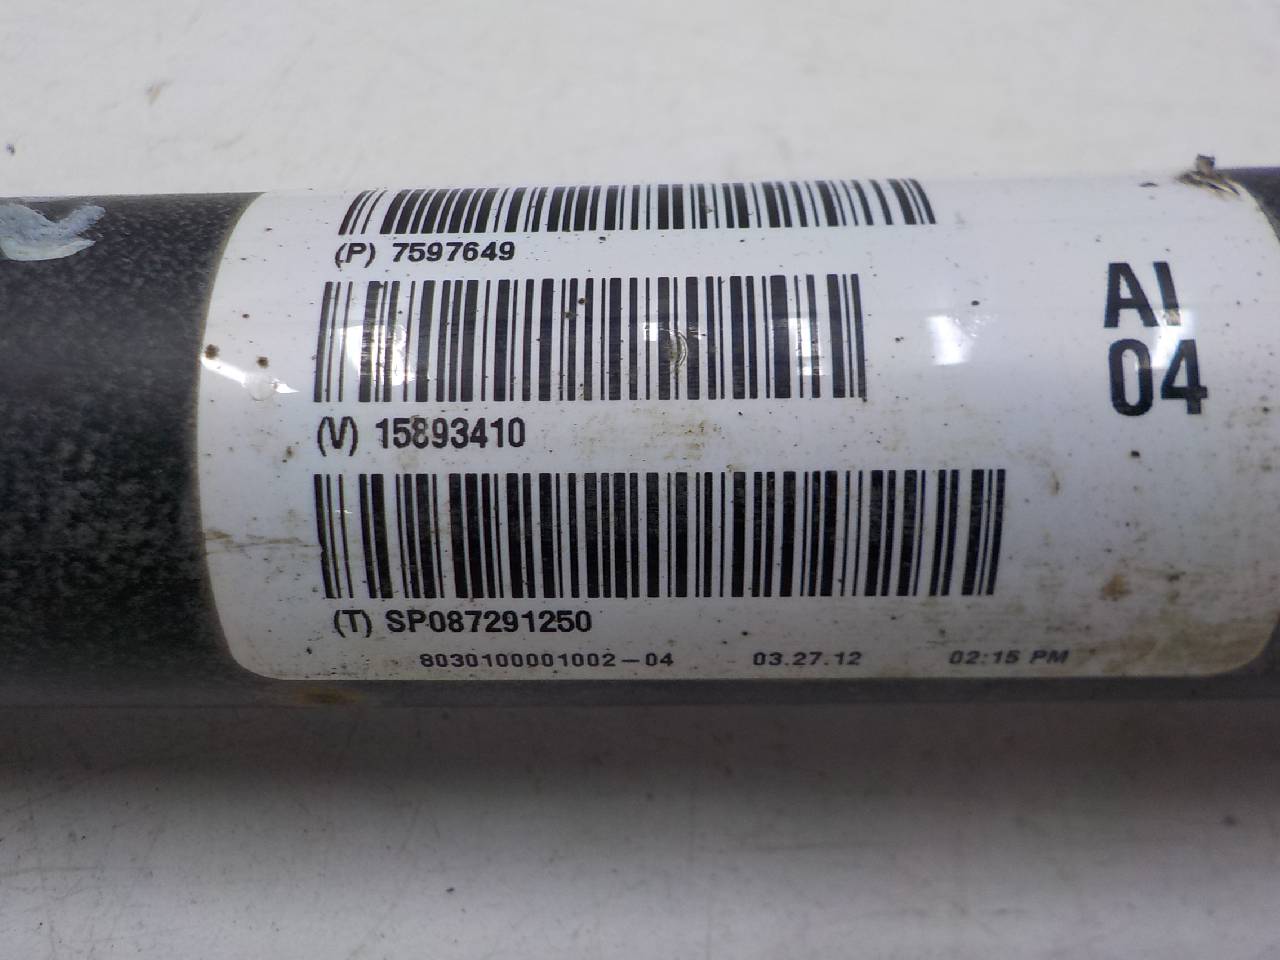 (P) 7597649
(V) 15893410
(T) SP087291250
8030100001002-04 03.27.12 02:15 PM
AI
04